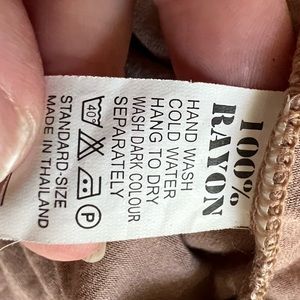 100%
RAYON
HAND WASH
COLD WATER
HANG TO DRY
WASH DARK COLOUR
SEPARATELY
40° P
STANDARD-SIZE
MADE IN THAILAND